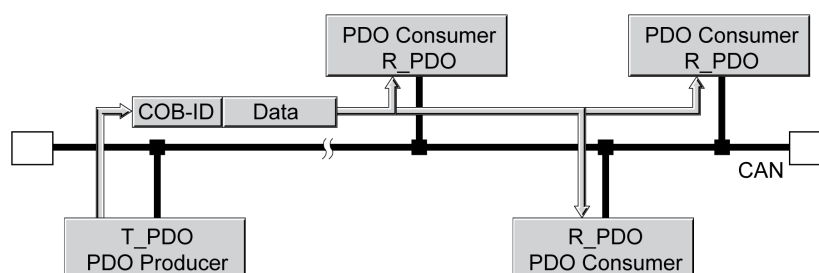 PDO Consumer
R_PDO
PDO Consumer
R_PDO
COB-ID
Data
CAN
T_PDO
PDO Producer
R_PDO
PDO Consumer